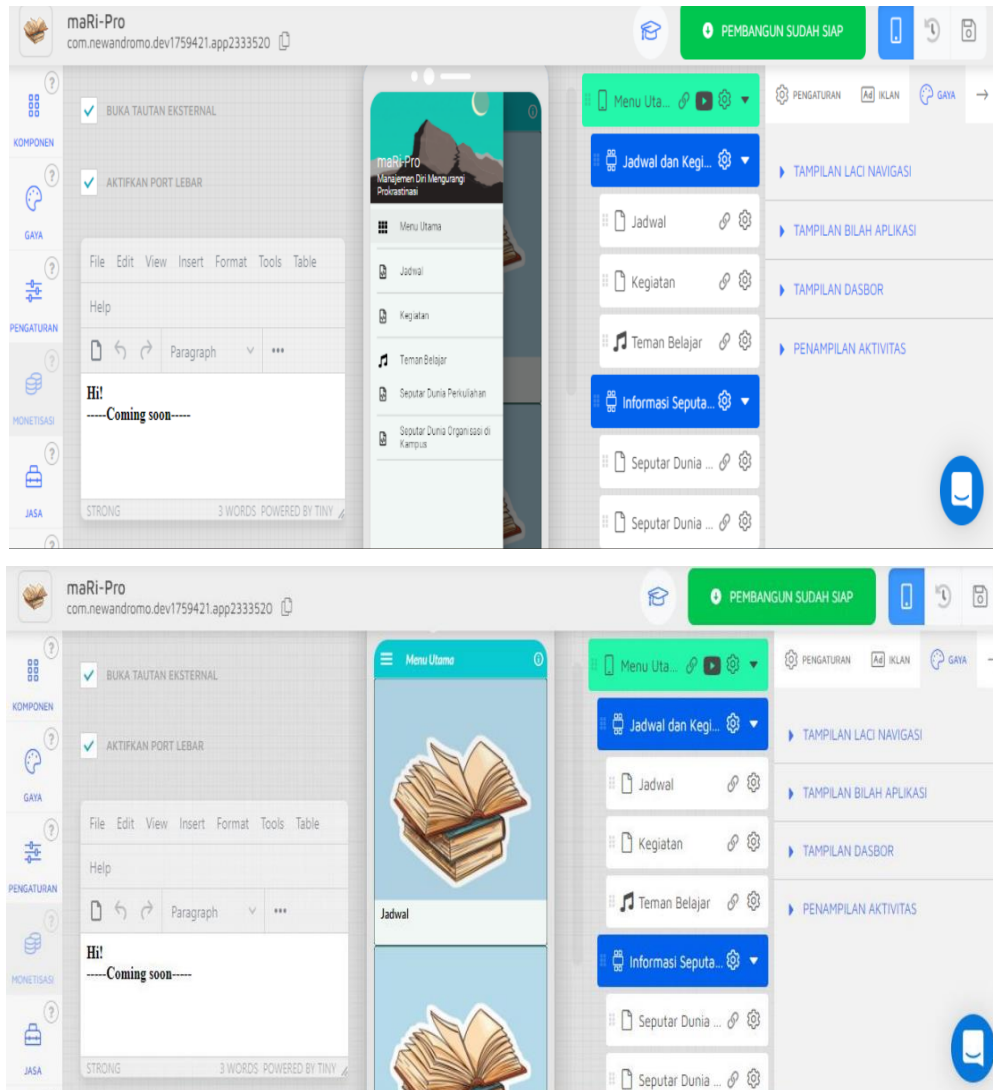 maRi-Pro
com.newandromo.dev1759421.app2333520
PEMBANGUN SUDAH SIAP
KOMPONEN
GAYA
PENGATURAN
MONETISASI
JASA
BUKA TAUTAN EKSTERNAL
AKTIFKAN PORT LEBAR
File Edit View Insert Format Tools Table
Help
Paragraph
Hi!
-----Coming soon-----
STRONG 3 WORDS POWERED BY TINY
maRi-Pro
Manajemen Diri Mengurangi
Prokrastinasi
Menu Utama
Jadwal
Kegiatan
Teman Belajar
Seputar Dunia Perkuliahan
Seputar Dunia Organisasi di
Kampus
Menu Uta...
Jadwal dan Kegi...
Jadwal
Kegiatan
Teman Belajar
Informasi Seputa...
Seputar Dunia ...
Seputar Dunia ...
PENGATURAN Ad IKLAN GAYA
TAMPILAN LACI NAVIGASI
TAMPILAN BILAH APLIKASI
TAMPILAN DASBOR
PENAMPILAN AKTIVITAS
maRi-Pro
com.newandromo.dev1759421.app2333520
PEMBANGUN SUDAH SIAP
KOMPONEN
GAYA
PENGATURAN
MONETISASI
JASA
BUKA TAUTAN EKSTERNAL
AKTIFKAN PORT LEBAR
File Edit View Insert Format Tools Table
Help
Paragraph
Hi!
-----Coming soon-----
STRONG 3 WORDS POWERED BY TINY
Menu Utama
Jadwal
Menu Uta...
Jadwal dan Kegi...
Jadwal
Kegiatan
Teman Belajar
Informasi Seputa...
Seputar Dunia ...
Seputar Dunia ...
PENGATURAN Ad IKLAN GAYA
TAMPILAN LACI NAVIGASI
TAMPILAN BILAH APLIKASI
TAMPILAN DASBOR
PENAMPILAN AKTIVITAS